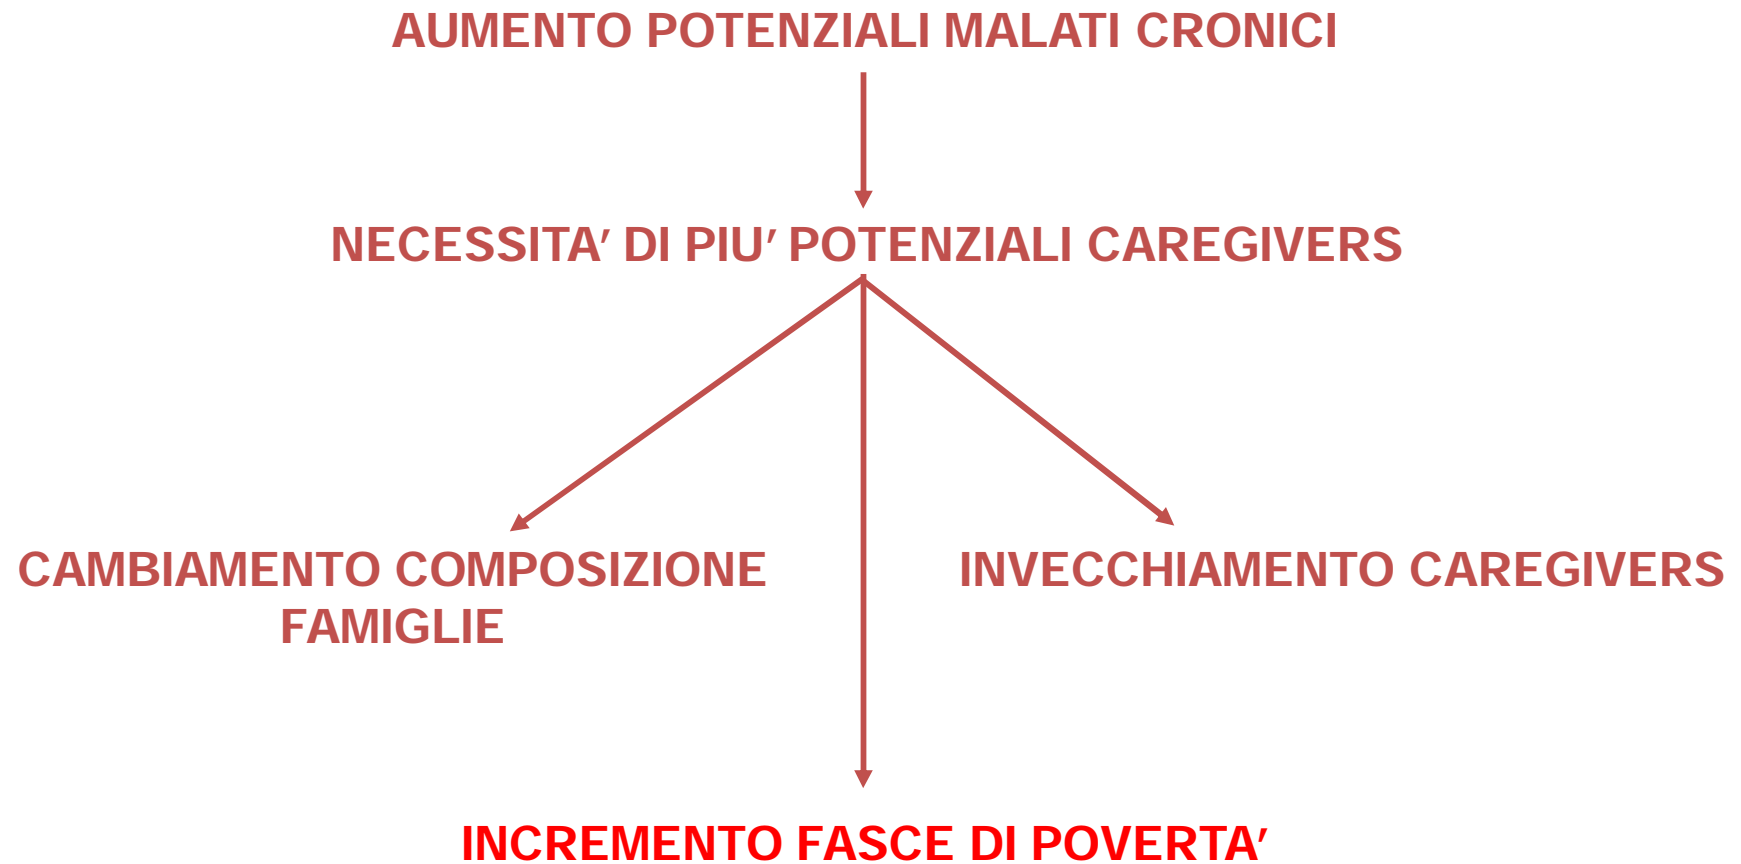 AUMENTO POTENZIALI MALATI CRONICI
NECESSITA’ DI PIU’ POTENZIALI CAREGIVERS
CAMBIAMENTO COMPOSIZIONE
FAMIGLIE
INVECCHIAMENTO CAREGIVERS
INCREMENTO FASCE DI POVERTA’